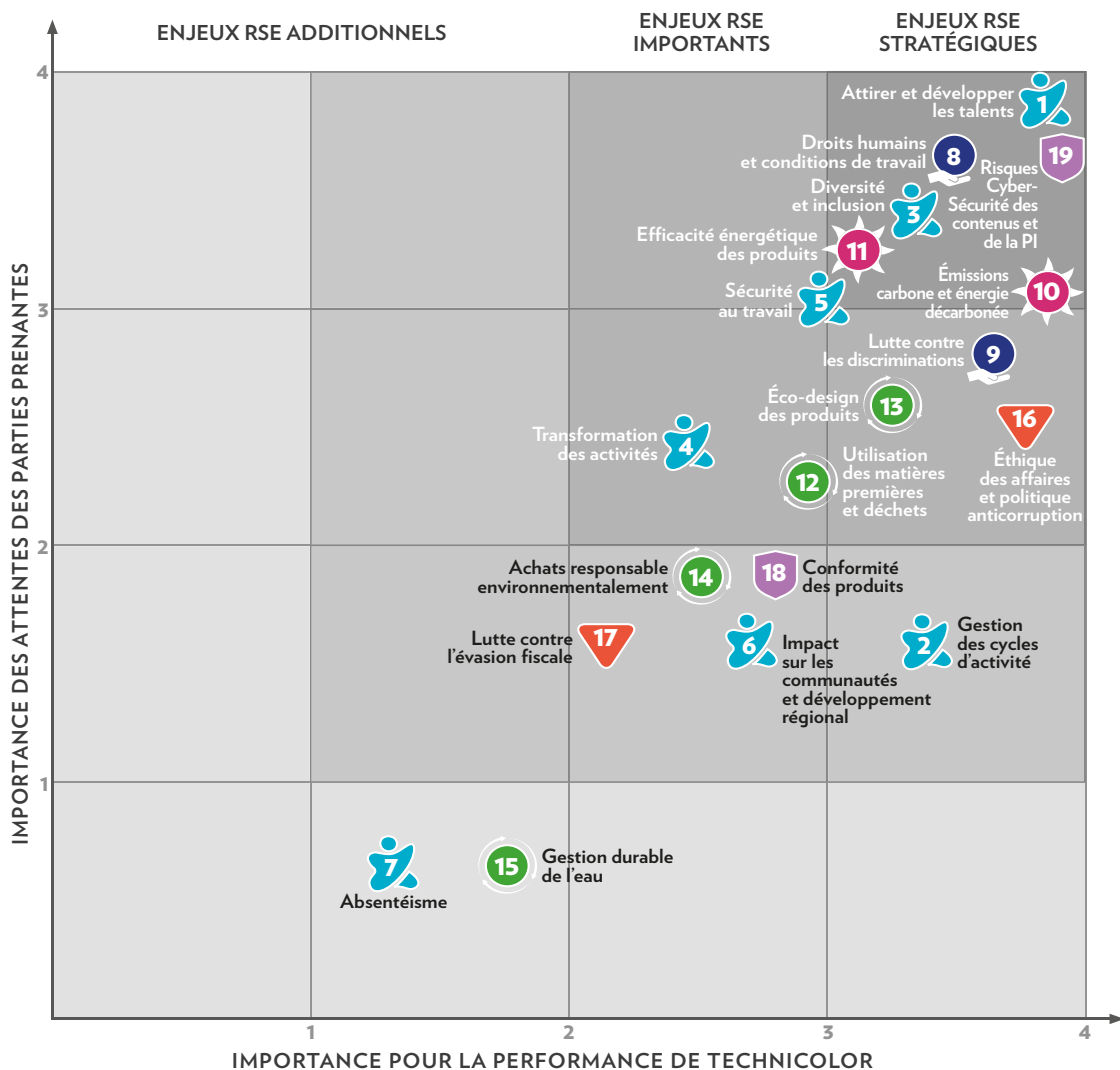 ENJEUX RSE ADDITIONNELS
ENJEUX RSE
IMPORTANTS
ENJEUX RSE
STRATÉGIQUES
IMPORTANCE DES ATTENTES DES PARTIES PRENANTES
4
3
2
1
Attirer et développer
les talents
1
Droits humains
et conditions de travail
8
19
Risques
Cyber-
Sécurité des
contenus et
de la PI
Diversité
et inclusion
3
Efficacité énergétique
des produits
11
Émissions
carbone et énergie
décarbonée
10
Sécurité
au travail
5
Lutte contre
les discriminations
9
Éco-design
des produits
13
16
Éthique
des affaires
et politique
anticorruption
Transformation
des activités
4
12
Utilisation
des matières
premières
et déchets
Achats responsable
environnementalement
14
18
Conformité
des produits
Lutte contre
l'évasion fiscale
17
6
Impact
sur les
communautés
et développement
régional
2
Gestion
des cycles
d'activité
7
Absentéisme
15
Gestion durable
de l'eau
1
2
3
4
IMPORTANCE POUR LA PERFORMANCE DE TECHNICOLOR